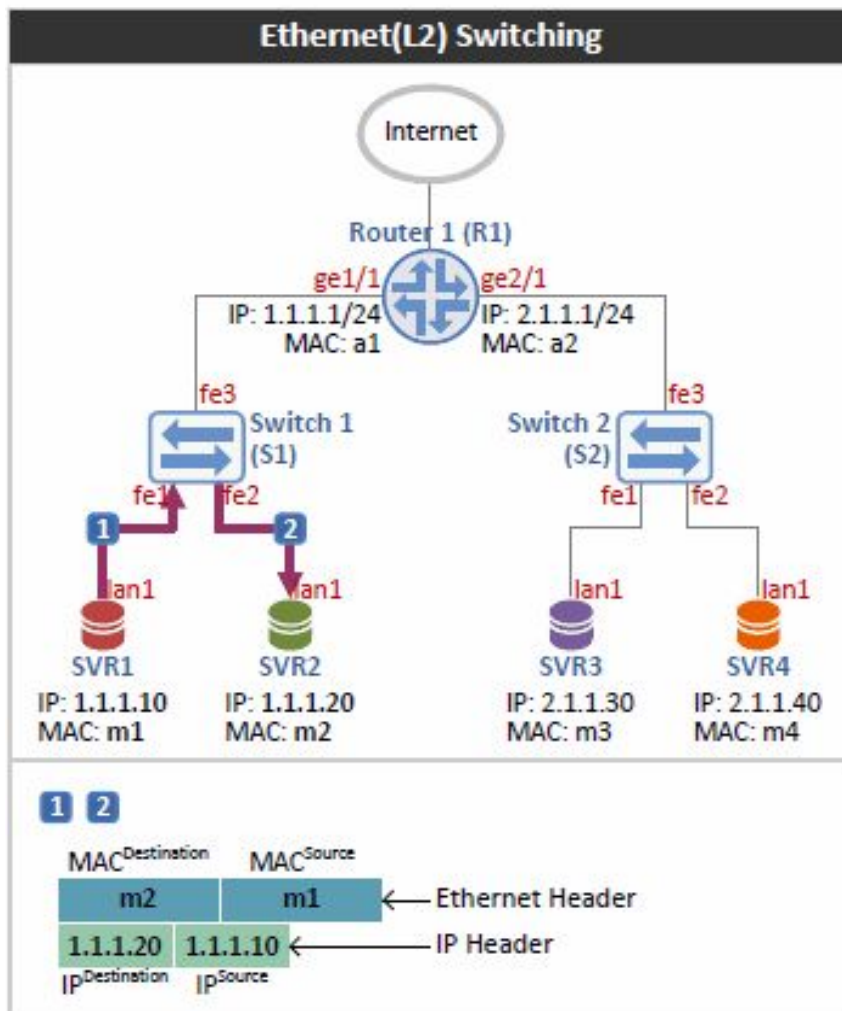 Ethernet(L2) Switching
Internet
Router 1 (R1)
ge1/1 ge2/1
IP: 1.1.1.1/24 IP: 2.1.1.1/24
MAC: a1 MAC: a2
fe3 fe3
Switch 1 Switch 2
(S1) (S2)
fe1 fe2 fe1 fe2
1 2
lan1 lan1 lan1 lan1
SVR1 SVR2 SVR3 SVR4
IP: 1.1.1.10 IP: 1.1.1.20 IP: 2.1.1.30 IP: 2.1.1.40
MAC: m1 MAC: m2 MAC: m3 MAC: m4
1 2
MACDestination MACSource
m2 m1 Ethernet Header
1.1.1.20 1.1.1.10 IP Header
IPDestination IPSource